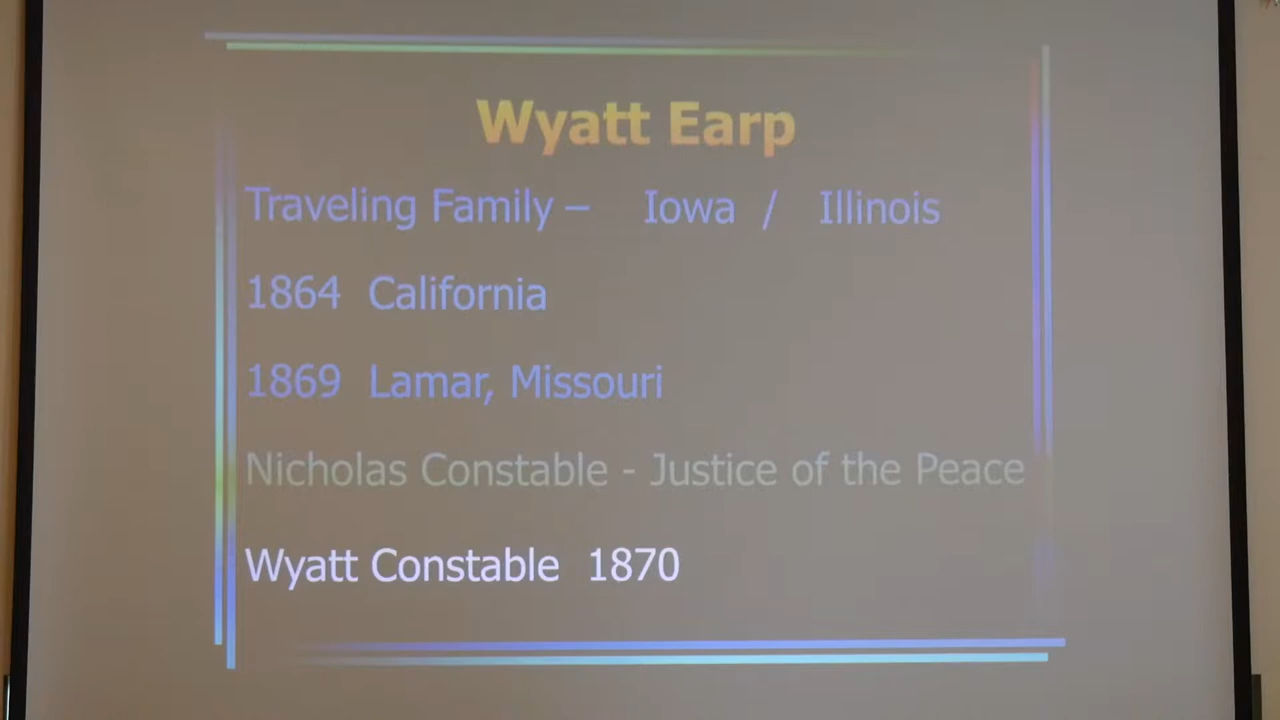 Wyatt Earp
Traveling Family – Iowa / Illinois
1864 California
1869 Lamar, Missouri
Nicholas Constable - Justice of the Peace
Wyatt Constable 1870